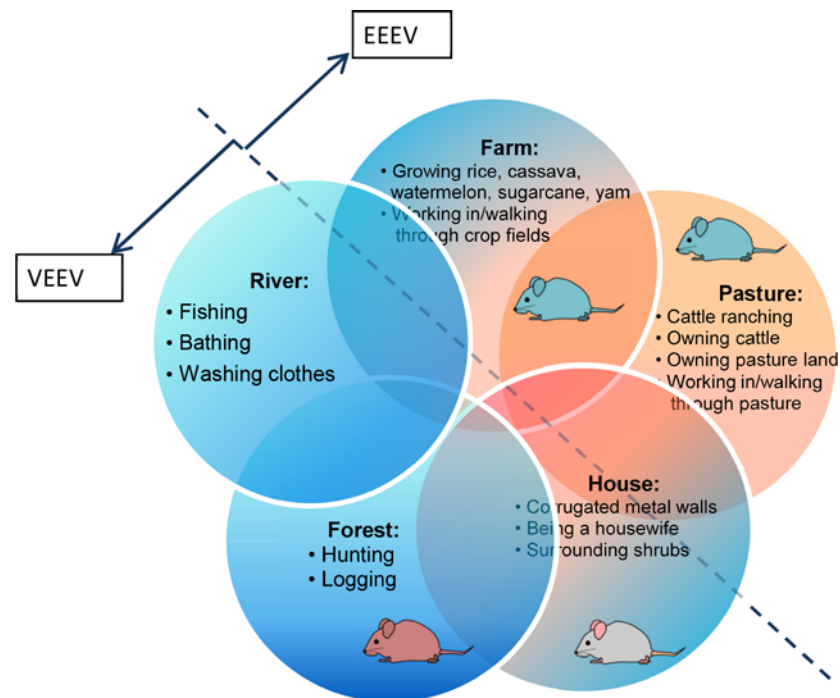 EEEV
VEEV
Farm:
• Growing rice, cassava,
watermelon, sugarcane, yam
• Working in/walking
through crop fields
River:
• Fishing
• Bathing
• Washing clothes
Pasture:
• Cattle ranching
• Owning cattle
• Owning pasture land
• Working in/walking
through pasture
House:
• Corrugated metal walls
• Being a housewife
• Surrounding shrubs
Forest:
• Hunting
• Logging